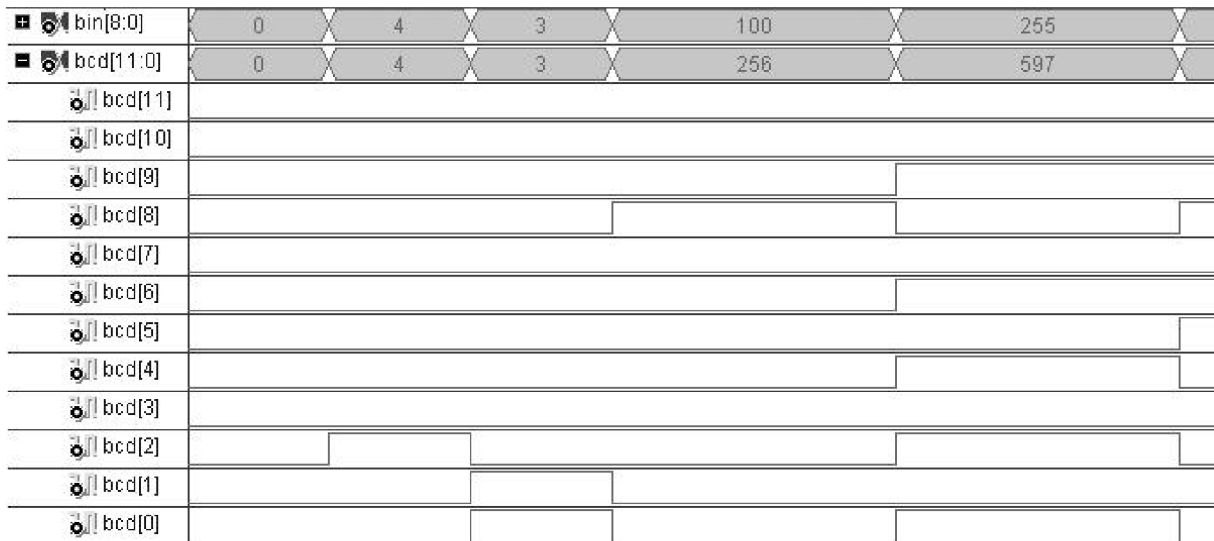 bin[8:0] 0 4 3 100 255
bcd[11:0] 0 4 3 256 597
bcd[11]
bcd[10]
bcd[9]
bcd[8]
bcd[7]
bcd[6]
bcd[5]
bcd[4]
bcd[3]
bcd[2]
bcd[1]
bcd[0]